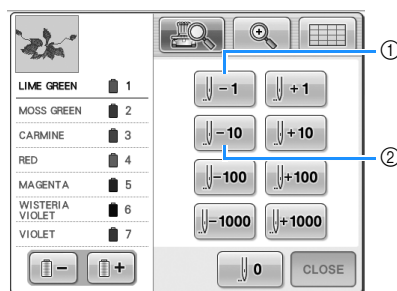 LIME GREEN 1
MOSS GREEN 2
CARMINE 3
RED 4
MAGENTA 5
WISTERIA
VIOLET 6
VIOLET 7
−
+
−1
+1
−10
+10
−100
+100
−1000
+1000
0
CLOSE
①
②